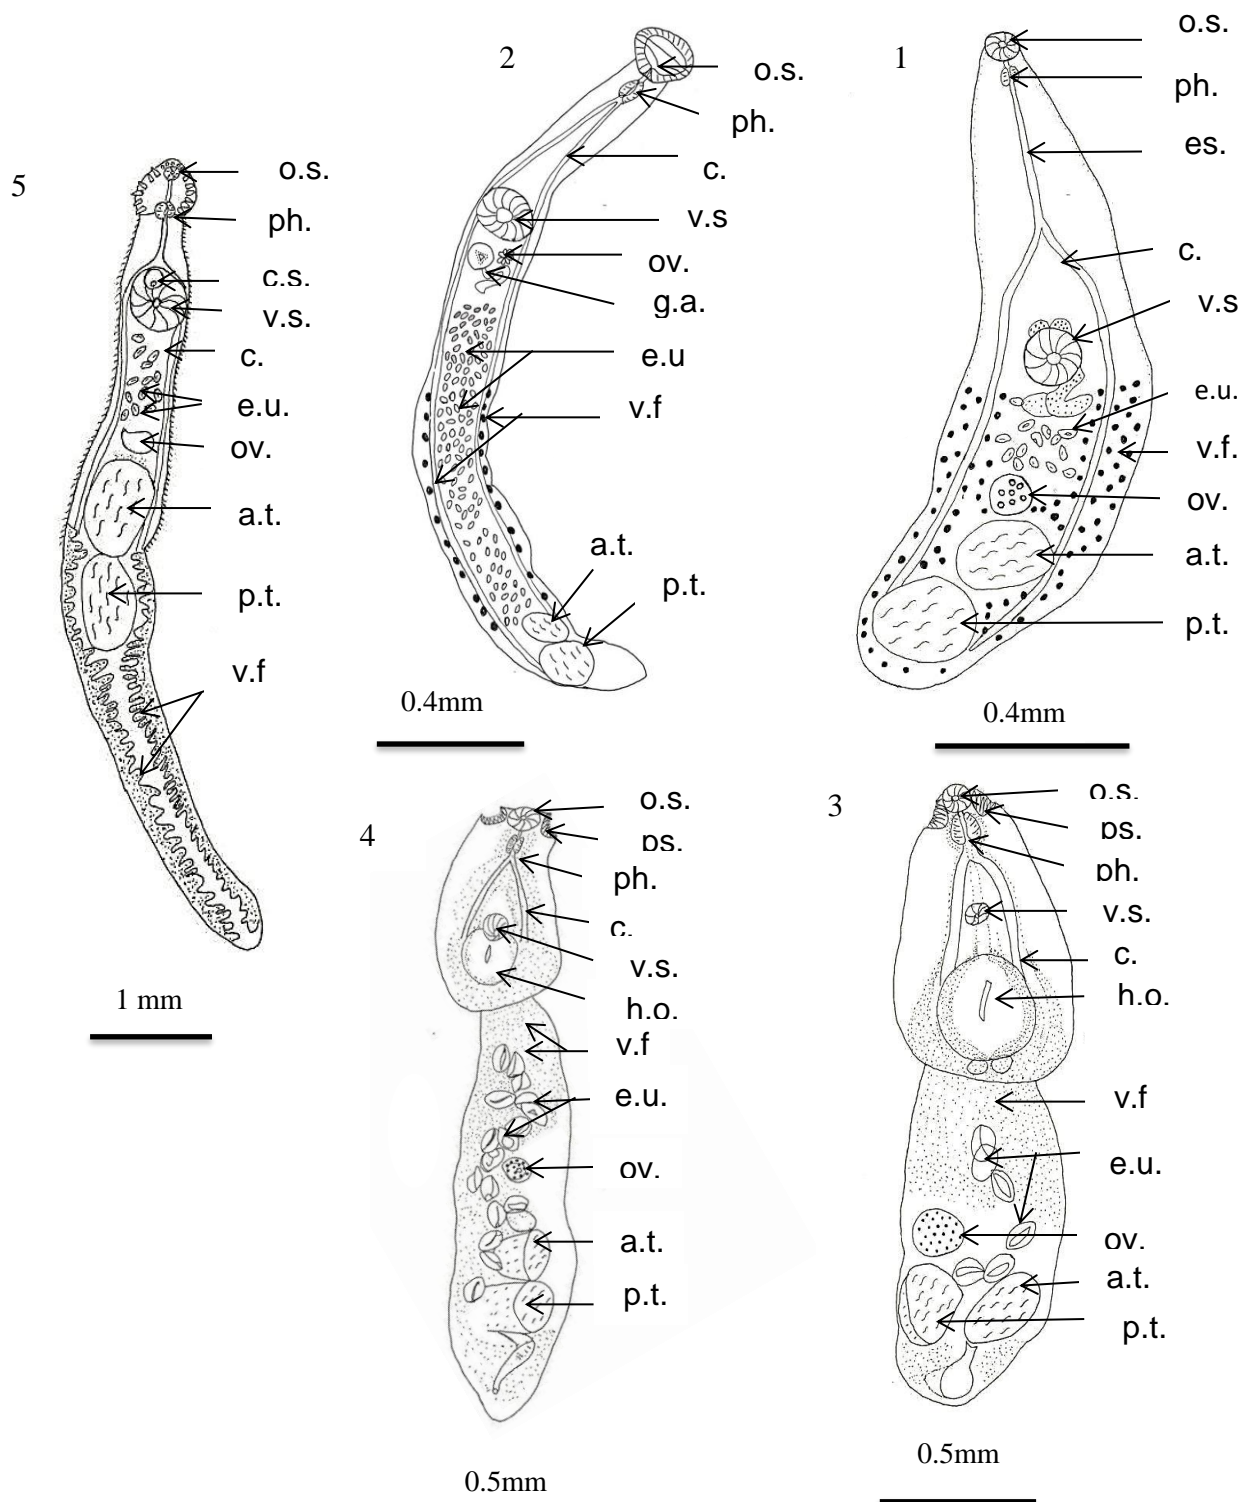 5
o.s.
ph.
c.s.
v.s.
c.
e.u.
ov.
a.t.
p.t.
v.f
1 mm
2
o.s.
ph.
c.
v.s
ov.
g.a.
e.u
v.f
a.t.
p.t.
0.4mm
1
o.s.
ph.
es.
c.
v.s
e.u.
v.f.
ov.
a.t.
p.t.
0.4mm
4
o.s.
ps.
ph.
c.
v.s.
h.o.
v.f
e.u.
ov.
a.t.
p.t.
0.5mm
3
o.s.
ps.
ph.
v.s.
c.
h.o.
v.f
e.u.
ov.
a.t.
p.t.
0.5mm